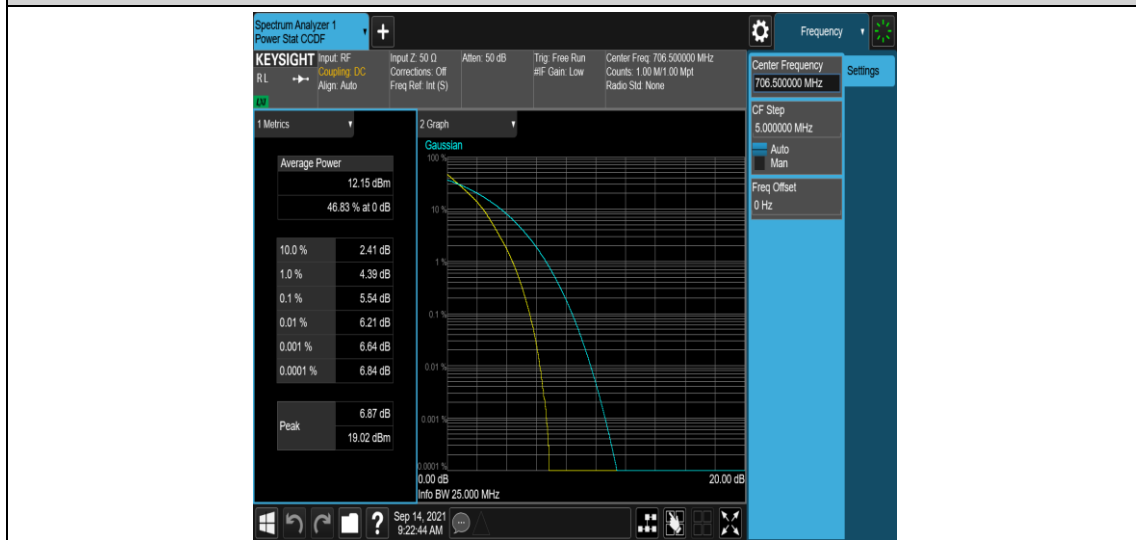 Spectrum Analyzer 1
Power Stat CCDF
+
Frequency
KEYSIGHT
RL
LXI
Input: RF
Coupling: DC
Align: Auto
Input Z: 50 Ω
Corrections: Off
Freq Ref: Int (S)
Atten: 50 dB
Trig: Free Run
#IF Gain: Low
Center Freq: 706.500000 MHz
Counts: 1.00 M/1.00 Mpt
Radio Std: None
Center Frequency
706.500000 MHz
Settings
CF Step
5.000000 MHz
Auto
Man
Freq Offset
0 Hz
1 Metrics
Average Power
12.15 dBm
46.83 % at 0 dB
10.0 % 2.41 dB
1.0 % 4.39 dB
0.1 % 5.54 dB
0.01 % 6.21 dB
0.001 % 6.64 dB
0.0001 % 6.84 dB
Peak
6.87 dB
19.02 dBm
2 Graph
Gaussian
100 %
10 %
1 %
0.1 %
0.01 %
0.001 %
0.0001 %
0.00 dB
20.00 dB
Info BW 25.000 MHz
?
Sep 14, 2021
9:22:44 AM